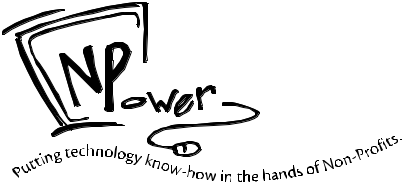 NPower
Putting technology know-how in the hands of Non-Profits.